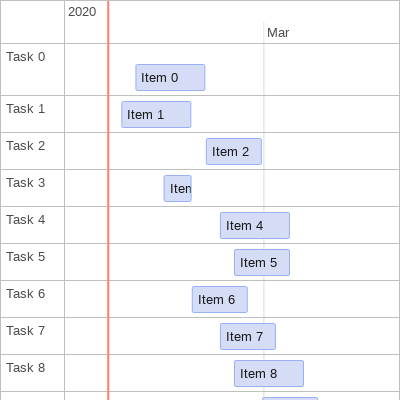 2020
Mar
Task 0
Item 0
Task 1
Item 1
Task 2
Item 2
Task 3
Iten
Task 4
Item 4
Task 5
Item 5
Task 6
Item 6
Task 7
Item 7
Task 8
Item 8